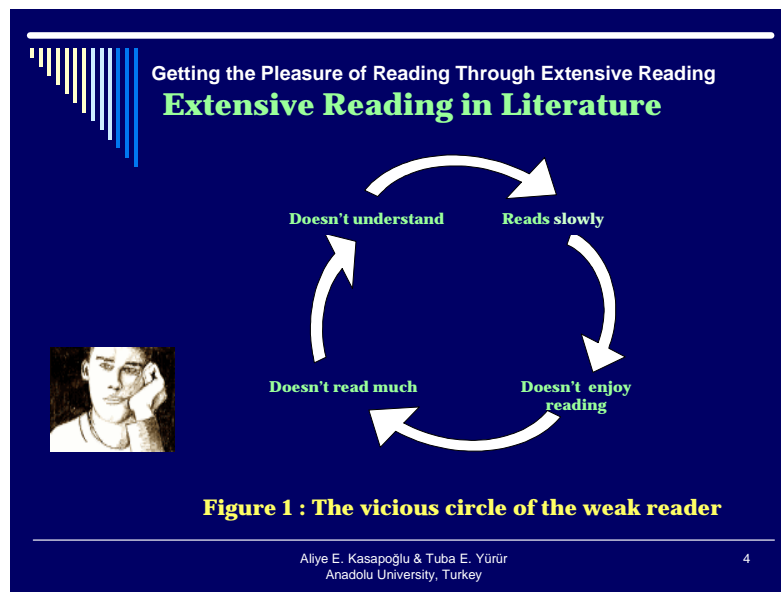 Getting the Pleasure of Reading Through Extensive Reading
Extensive Reading in Literature
Doesn't understand
Reads slowly
Doesn't read much
Doesn't enjoy
reading
Figure 1 : The vicious circle of the weak reader
Aliye E. Kasapoğlu & Tuba E. Yürür
Anadolu University, Turkey
4